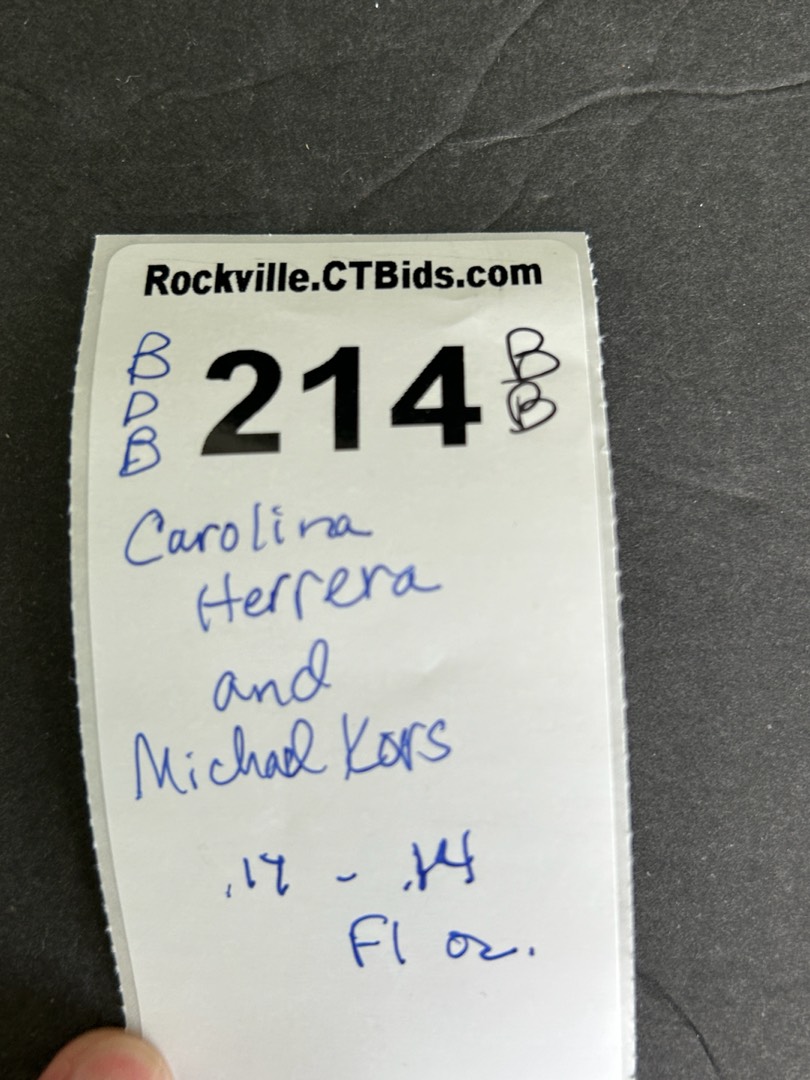 Rockville.CTBids.com
B
D
B
214
B
B
Carolina
Herrera
and
Michael Kors
.17 - .14
Fl oz.